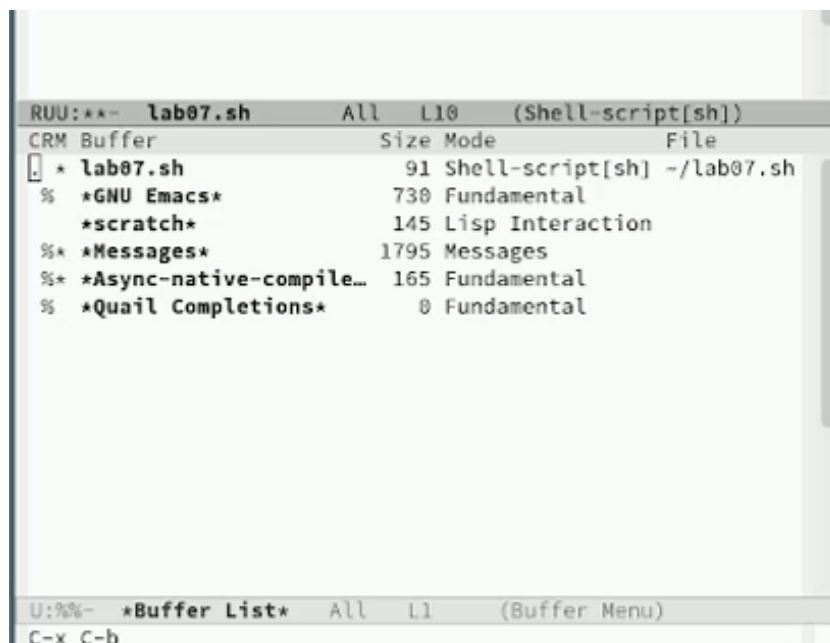 RUU:**-  lab07.sh       All   L10    (Shell-script[sh])
CRM Buffer                 Size Mode             File
. * lab07.sh                 91 Shell-script[sh] ~/lab07.sh
 %  *GNU Emacs*             730 Fundamental
    *scratch*               145 Lisp Interaction
 %* *Messages*             1795 Messages
 %* *Async-native-compile…  165 Fundamental
 %  *Quail Completions*       0 Fundamental
U:%%-  *Buffer List*   All   L1     (Buffer Menu)
C-x C-b